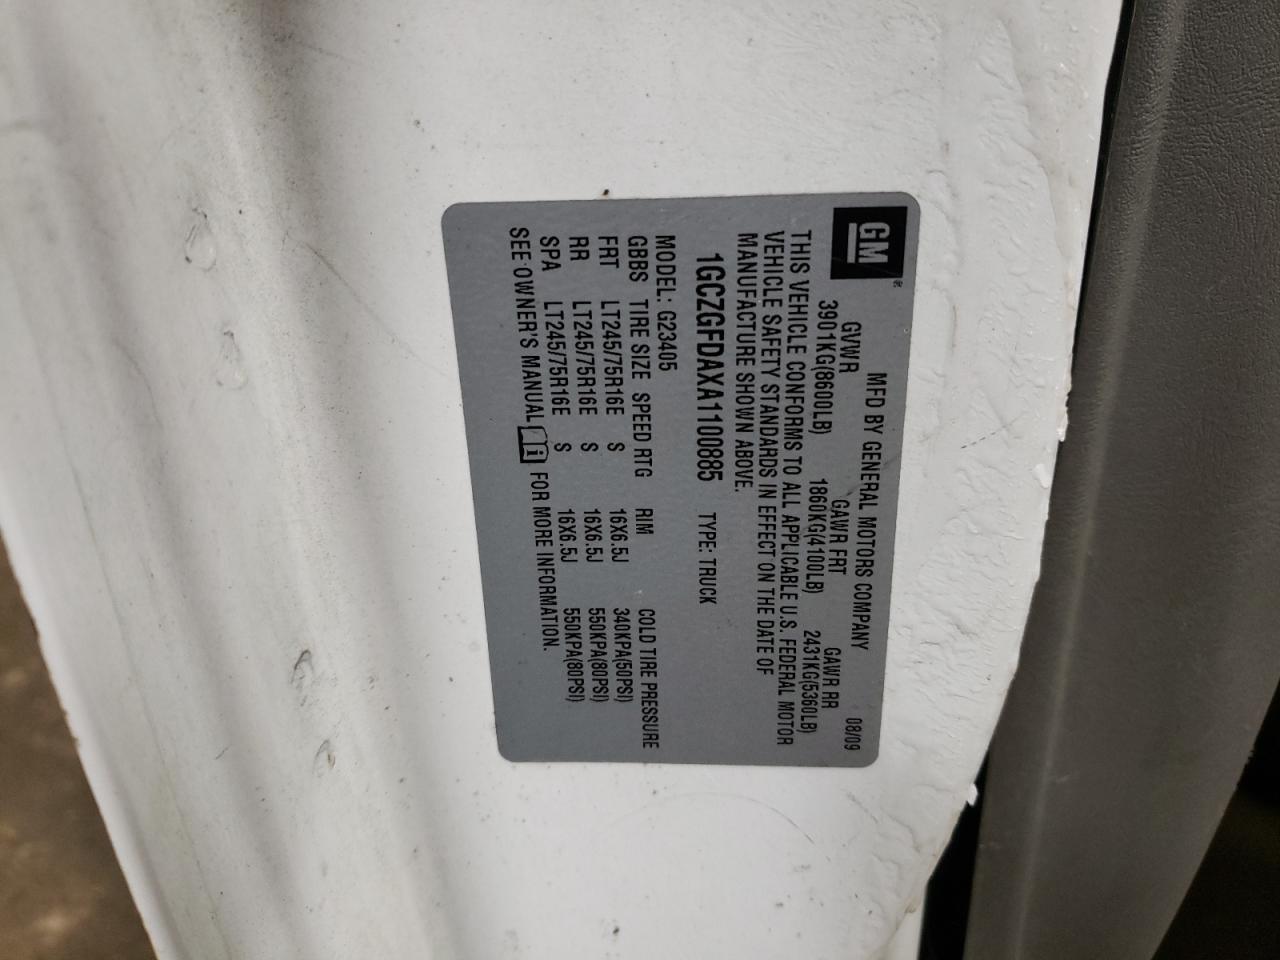 GM®
MFD BY GENERAL MOTORS COMPANY 08/09
GVWR GAWR FRT GAWR RR
3901KG(8600LB) 1860KG(4100LB) 2431KG(5360LB)
THIS VEHICLE CONFORMS TO ALL APPLICABLE U.S. FEDERAL MOTOR
VEHICLE SAFETY STANDARDS IN EFFECT ON THE DATE OF
MANUFACTURE SHOWN ABOVE.
1GCZGFDAXA1100885 TYPE: TRUCK
MODEL: G23405
GBBS TIRE SIZE SPEED RTG RIM COLD TIRE PRESSURE
FRT LT245/75R16E S 16X6.5J 340KPA(50PSI)
RR LT245/75R16E S 16X6.5J 550KPA(80PSI)
SPA LT245/75R16E S 16X6.5J 550KPA(80PSI)
SEE OWNER'S MANUAL i FOR MORE INFORMATION.